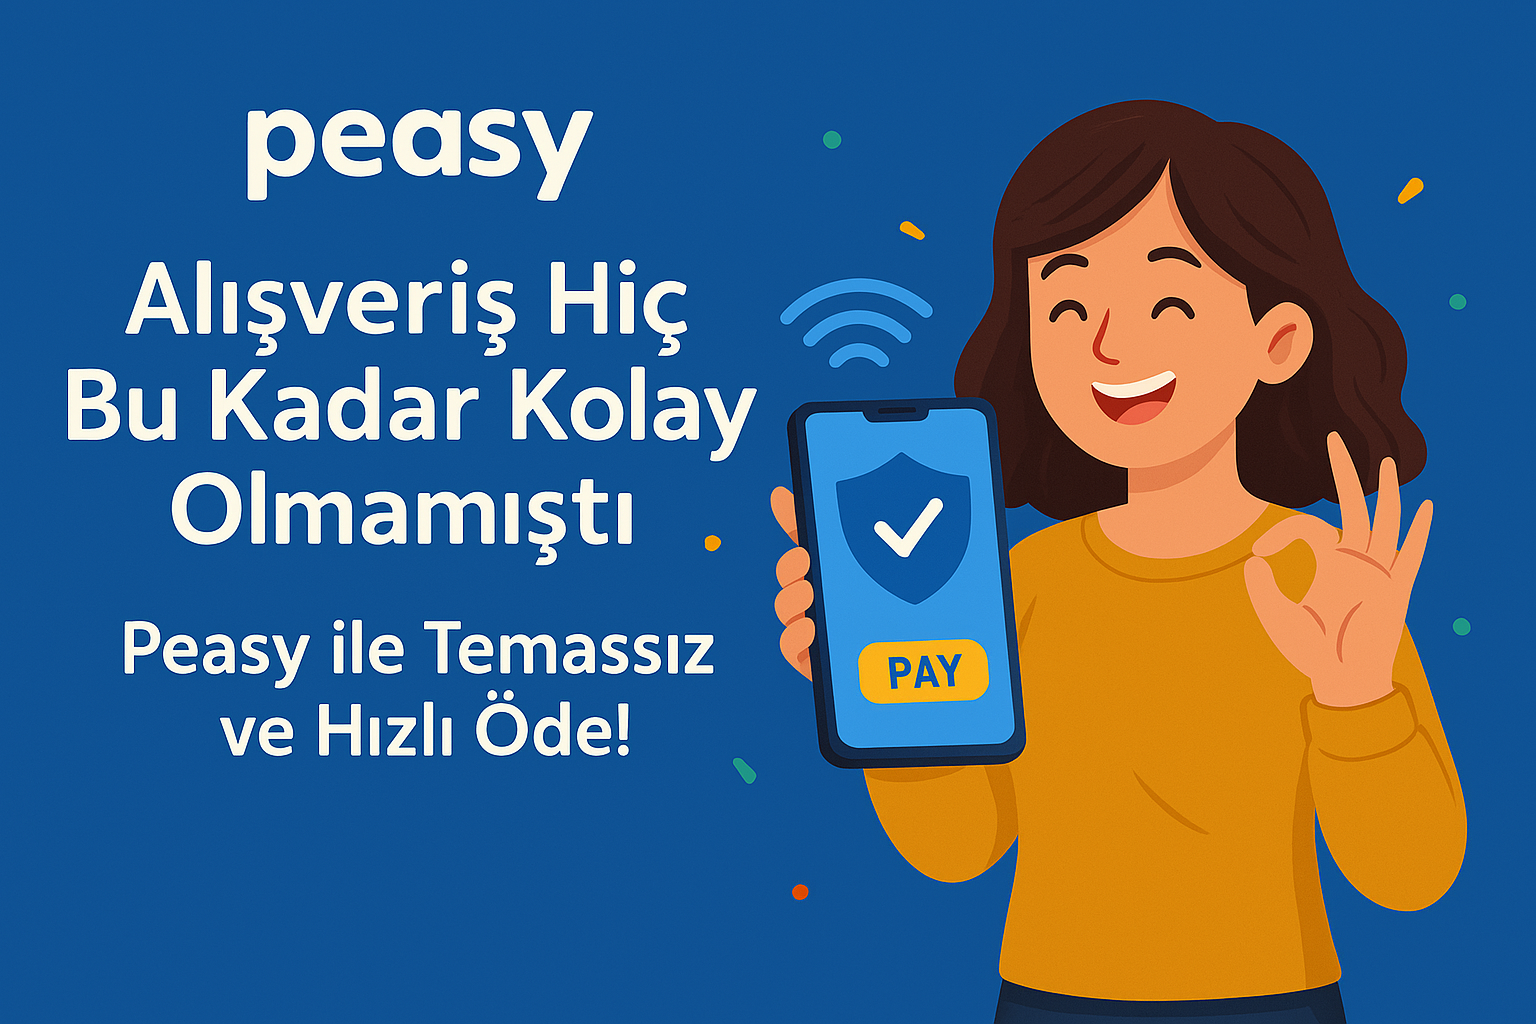 peasy
Alışveriş Hiç
Bu Kadar Kolay
Olmamıştı
Peasy ile Temassız
ve Hızlı Öde!
PAY